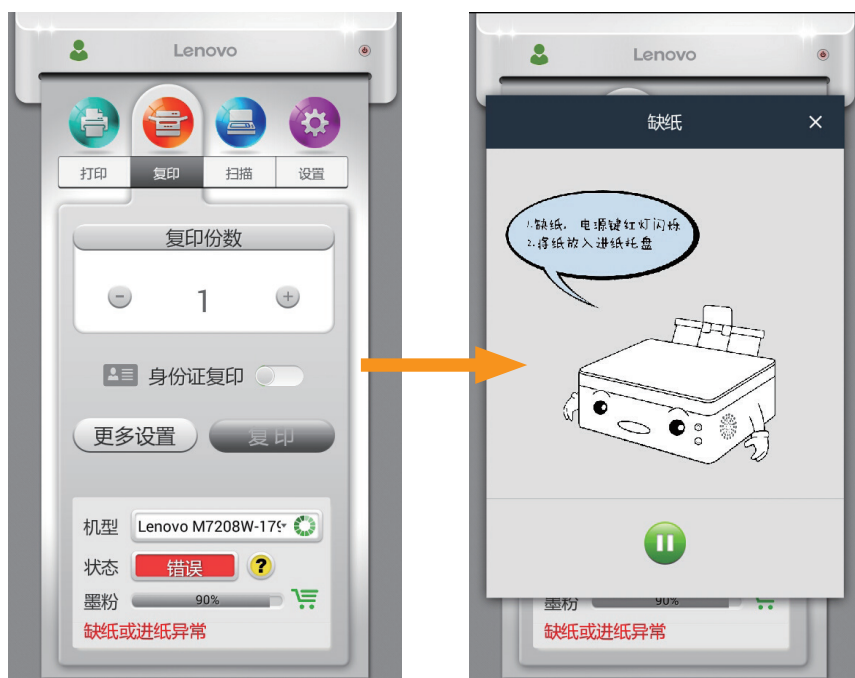 Lenovo
打印
复印
扫描
设置
复印份数
1
身份证复印
更多设置
复印
机型
Lenovo M7208W-179
状态
错误
?
墨粉
90%
缺纸或进纸异常
Lenovo
缺纸
1.缺纸，电源键红灯闪烁
2.将纸放入进纸托盘
墨粉
90%
缺纸或进纸异常